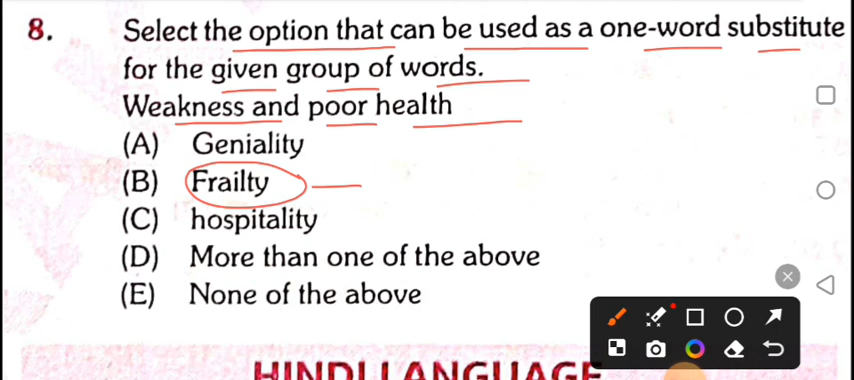 8. Select the option that can be used as a one-word substitute
for the given group of words.
Weakness and poor health
(A) Geniality
(B) Frailty
(C) hospitality
(D) More than one of the above
(E) None of the above
HINDI LANGUAGE